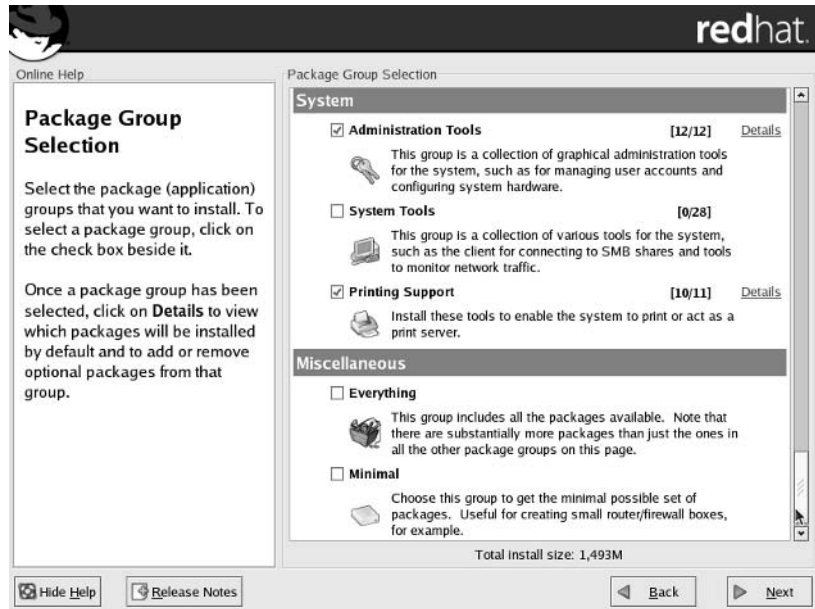 redhat.
Online Help
Package Group
Selection
Select the package (application)
groups that you want to install. To
select a package group, click on
the check box beside it.
Once a package group has been
selected, click on Details to view
which packages will be installed
by default and to add or remove
optional packages from that
group.
Package Group Selection
System
Administration Tools [12/12] Details
This group is a collection of graphical administration tools
for the system, such as for managing user accounts and
configuring system hardware.
System Tools [0/28]
This group is a collection of various tools for the system,
such as the client for connecting to SMB shares and tools
to monitor network traffic.
Printing Support [10/11] Details
Install these tools to enable the system to print or act as a
print server.
Miscellaneous
Everything
This group includes all the packages available. Note that
there are substantially more packages than just the ones in
all the other package groups on this page.
Minimal
Choose this group to get the minimal possible set of
packages. Useful for creating small router/firewall boxes,
for example.
Total install size: 1,493M
Hide Help
Release Notes
Back
Next